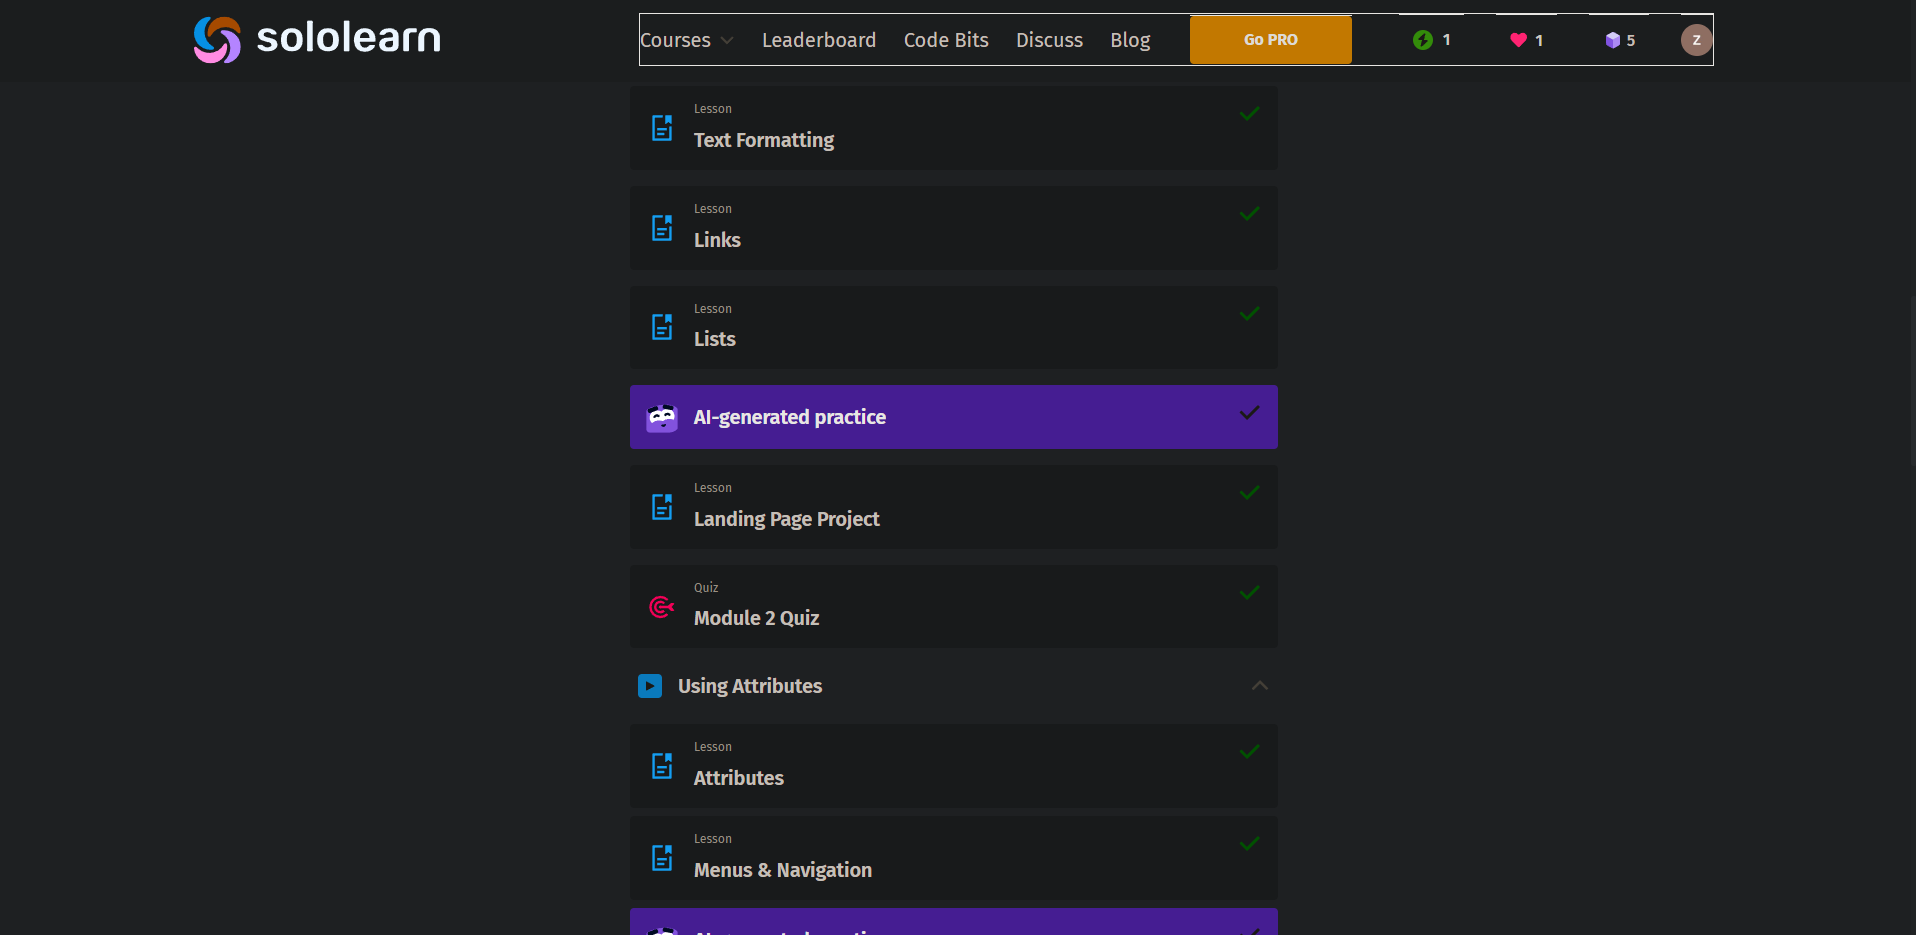 sololearn
Courses Leaderboard Code Bits Discuss Blog Go PRO 1 1 5 Z
Lesson
Text Formatting
Lesson
Links
Lesson
Lists
AI-generated practice
Lesson
Landing Page Project
Quiz
Module 2 Quiz
Using Attributes
Lesson
Attributes
Lesson
Menus & Navigation